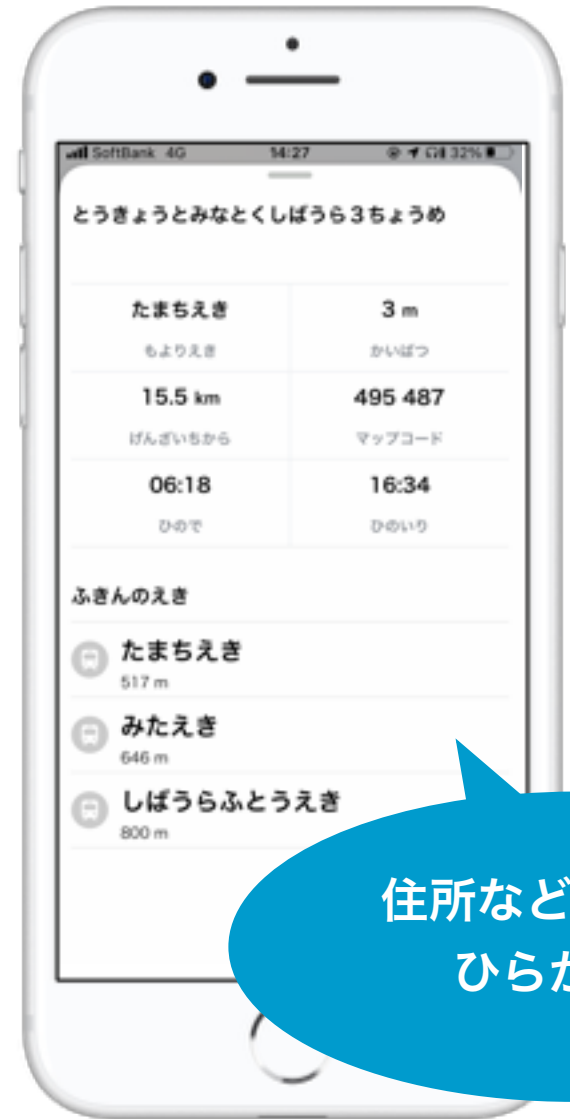 SoftBank 4G 14:27 32%
とうきょうとみなとくしばうら3ちょうめ
たまちえき 3 m
もよりえき かいばつ
15.5 km 495 487
げんざいちから マップコード
06:18 16:34
ひので ひのいり
ふきんのえき
たまちえき
517 m
みたえき
646 m
しばうらふとうえき
800 m
住所など
ひらが